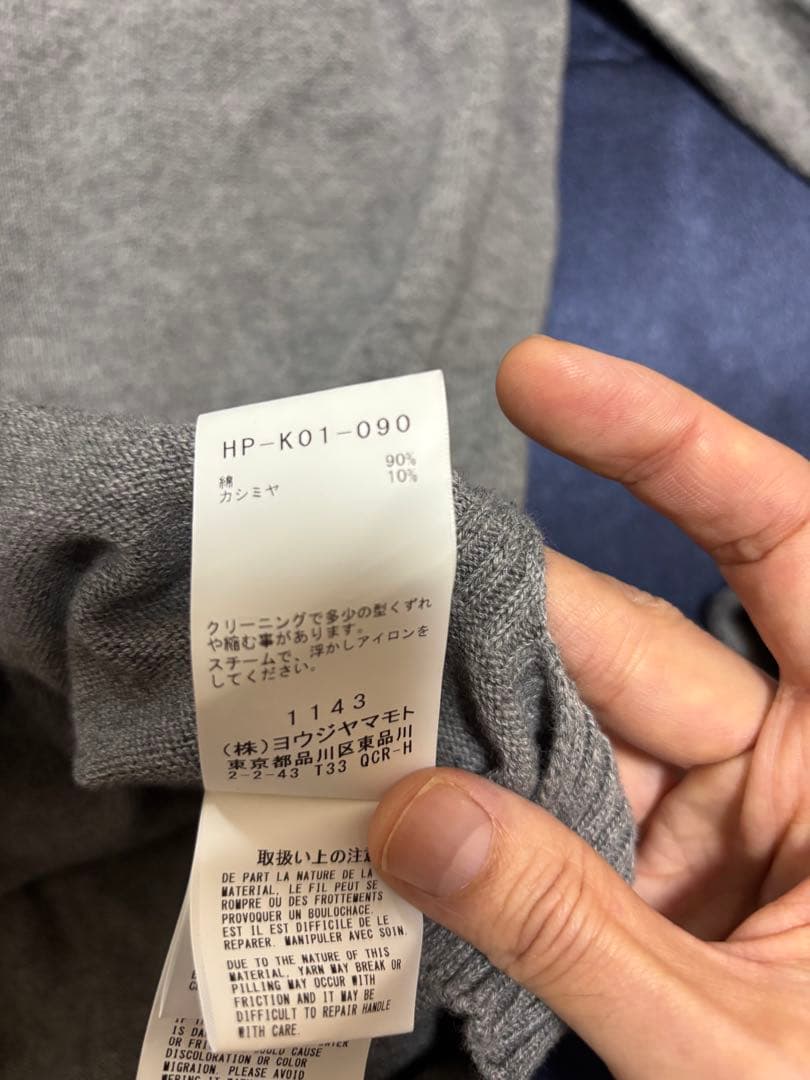 HP-K01-090
綿 90%
カシミヤ 10%
クリーニングで多少の型くずれ
や縮む事があります。
スチームで、浮かしアイロンを
してください。
1143
(株)ヨウジヤマモト
東京都品川区東品川
2-2-43 T33 QCR-H
取扱い上の注意
DE PART LA NATURE DE LA
MATERIAL, LE FIL PEUT SE
ROMPRE OU DES FROTTEMENTS
PROVOQUER UN BOULOCHAGE.
EST IL EST DIFFICILE DE LE
REPARER. MANIPULER AVEC SOIN.
DUE TO THE NATURE OF THIS
MATERIAL, YARN MAY BREAK OR
PILLING MAY OCCUR WITH
FRICTION AND IT MAY BE
DIFFICULT TO REPAIR HANDLE
WITH CARE.
OR FRI COULD CAUSE
DISCOLORATION OR COLOR
MIGRAION. PLEASE AVOID